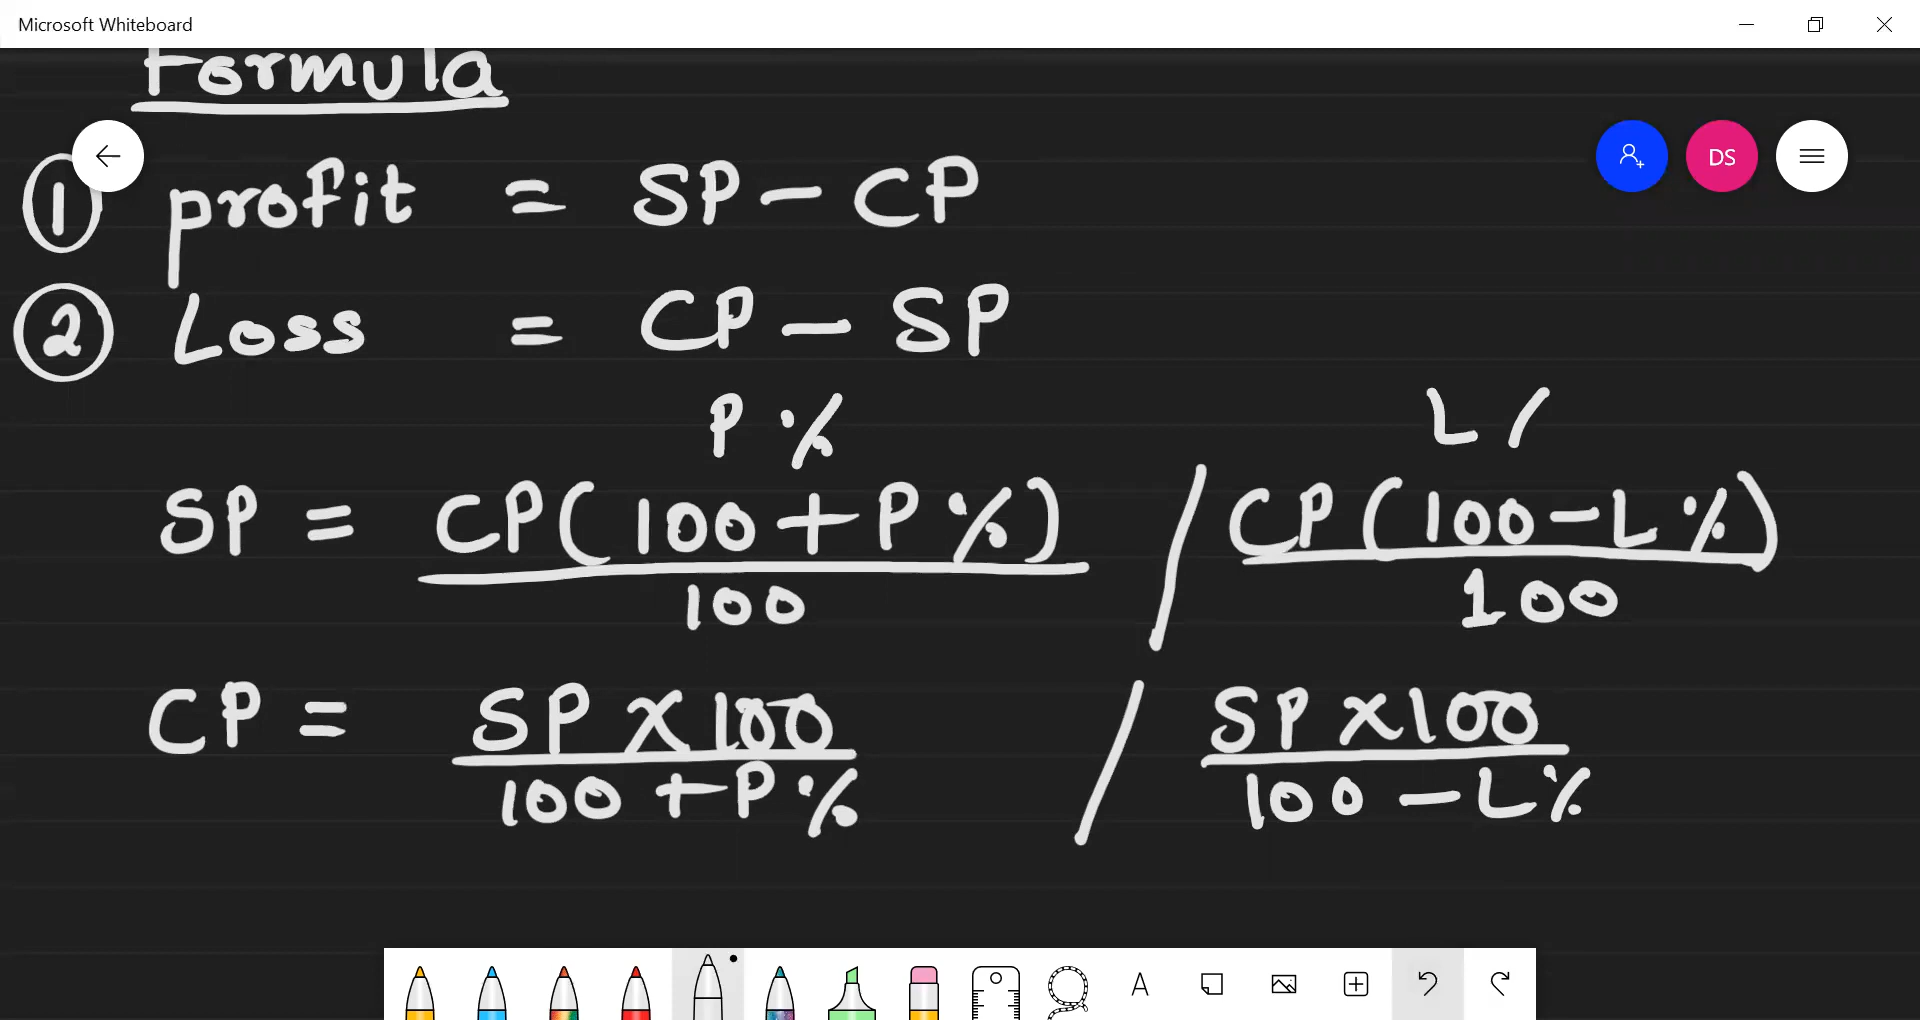 Microsoft Whiteboard
Formula
DS
① profit = SP - CP
② Loss = CP - SP
P % L /
SP = CP(100 + P%) / 100 / CP(100 - L%) / 100
CP = SP × 100 / 100 + P% / SP × 100 / 100 - L%
A